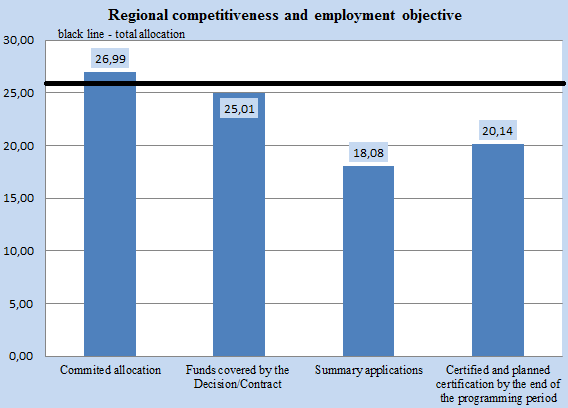 Regional competitiveness and employment objective
black line - total allocation
30,00
25,00
20,00
15,00
10,00
5,00
0,00
26,99
25,01
18,08
20,14
Commited allocation
Funds covered by the
Decision/Contract
Summary applications
Certified and planned
certification by the end of
the programming period